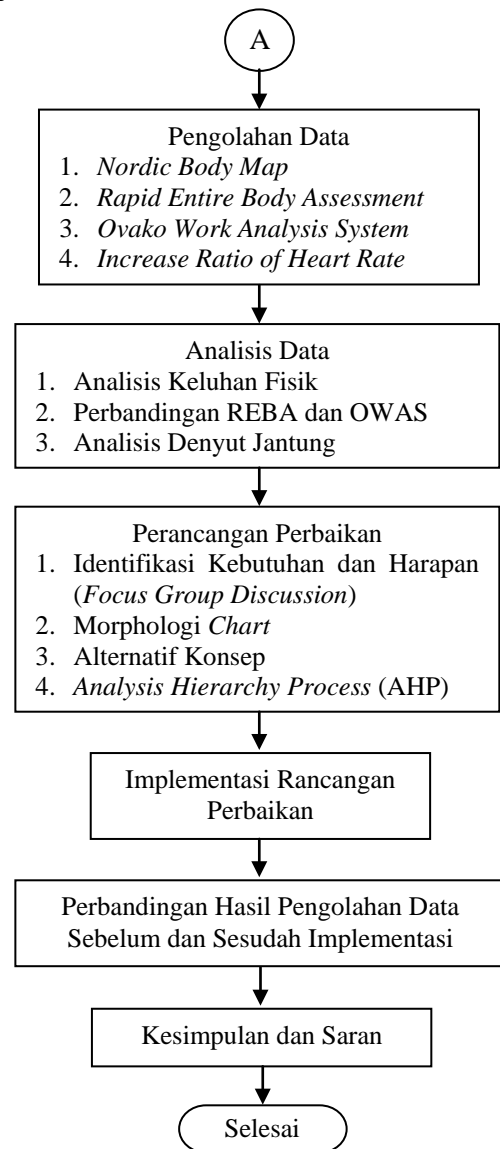 A
Pengolahan Data
1. Nordic Body Map
2. Rapid Entire Body Assessment
3. Ovako Work Analysis System
4. Increase Ratio of Heart Rate
Analisis Data
1. Analisis Keluhan Fisik
2. Perbandingan REBA dan OWAS
3. Analisis Denyut Jantung
Perancangan Perbaikan
1. Identifikasi Kebutuhan dan Harapan
(Focus Group Discussion)
2. Morphologi Chart
3. Alternatif Konsep
4. Analysis Hierarchy Process (AHP)
Implementasi Rancangan
Perbaikan
Perbandingan Hasil Pengolahan Data
Sebelum dan Sesudah Implementasi
Kesimpulan dan Saran
Selesai